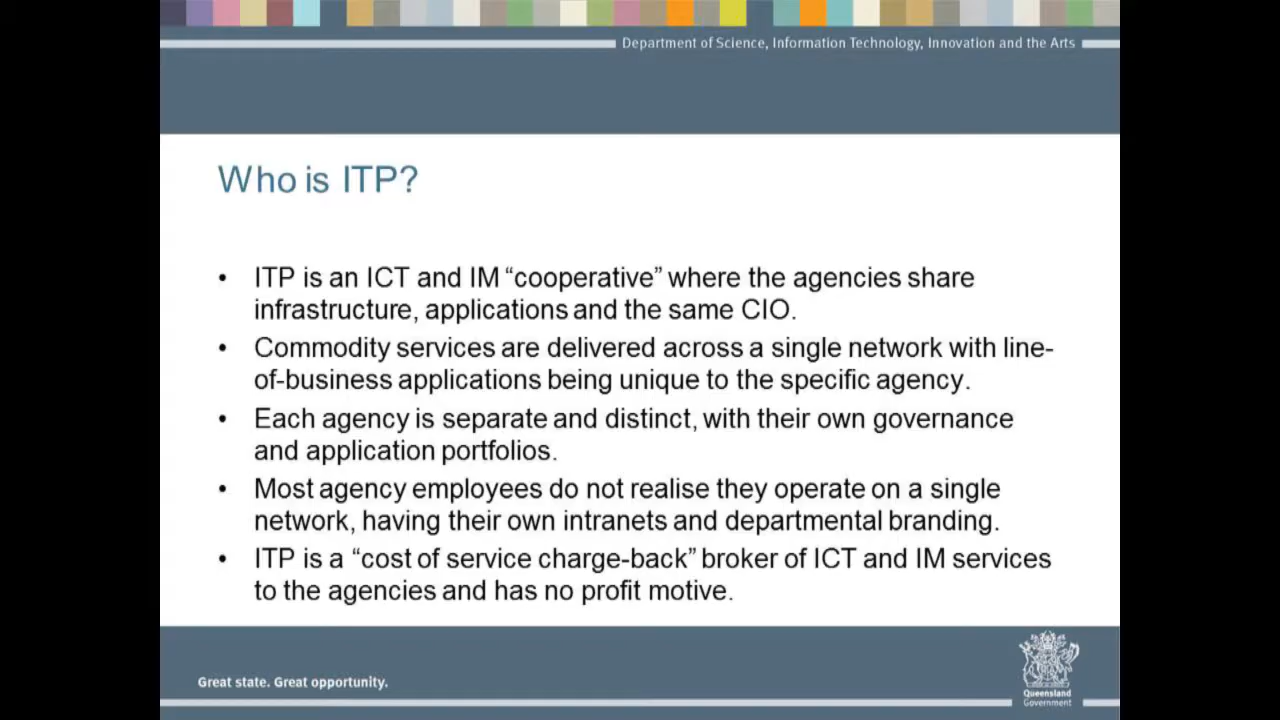 Department of Science, Information Technology, Innovation and the Arts
Who is ITP?
• ITP is an ICT and IM “cooperative” where the agencies share
infrastructure, applications and the same CIO.
• Commodity services are delivered across a single network with line-
of-business applications being unique to the specific agency.
• Each agency is separate and distinct, with their own governance
and application portfolios.
• Most agency employees do not realise they operate on a single
network, having their own intranets and departmental branding.
• ITP is a “cost of service charge-back” broker of ICT and IM services
to the agencies and has no profit motive.
Great state. Great opportunity.
Queensland
Government